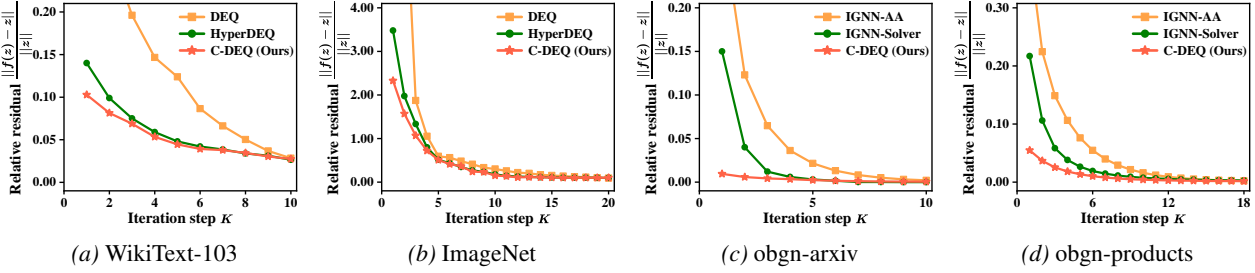 Relative residual ||f(z) − z|| / ||z||
0.20
0.15
0.10
0.05
0.00
DEQ
HyperDEQ
C-DEQ (Ours)
0 2 4 6 8 10
Iteration step K
(a) WikiText-103
Relative residual ||f(z) − z|| / ||z||
4.00
3.00
2.00
1.00
0.00
DEQ
HyperDEQ
C-DEQ (Ours)
0 5 10 15 20
Iteration step K
(b) ImageNet
Relative residual ||f(z) − z|| / ||z||
0.20
0.15
0.10
0.05
0.00
IGNN-AA
IGNN-Solver
C-DEQ (Ours)
0 3 6 10
Iteration step K
(c) obgn-arxiv
Relative residual ||f(z) − z|| / ||z||
0.30
0.20
0.10
0.00
IGNN-AA
IGNN-Solver
C-DEQ (Ours)
0 6 12 18
Iteration step K
(d) obgn-products